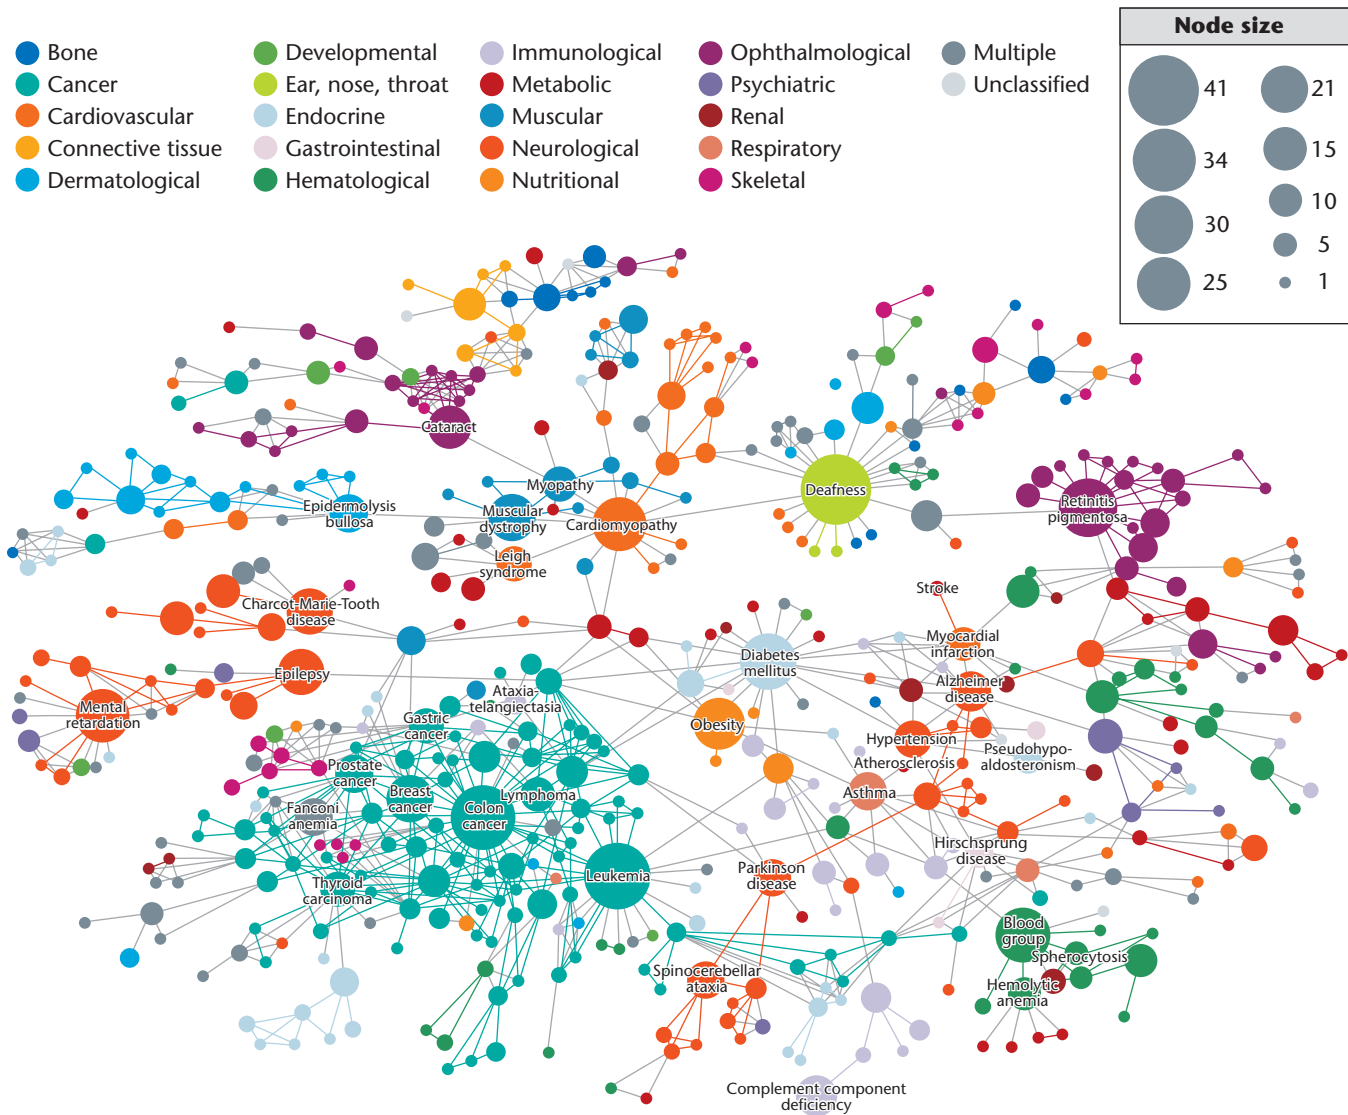 Node size
41
21
34
15
30
10
25
5
1
Bone
Cancer
Cardiovascular
Connective tissue
Dermatological
Developmental
Ear, nose, throat
Endocrine
Gastrointestinal
Hematological
Immunological
Metabolic
Muscular
Neurological
Nutritional
Ophthalmological
Psychiatric
Renal
Respiratory
Skeletal
Multiple
Unclassified
Cataract
Myopathy
Epidermolysis
bullosa
Muscular
dystrophy
Cardiomyopathy
Deafness
Retinitis
pigmentosa
Leigh
syndrome
Charcot-Marie-Tooth
disease
Stroke
Myocardial
infarction
Diabetes
mellitus
Epilepsy
Alzheimer
disease
Mental
retardation
Ataxia-
telangiectasia
Gastric
cancer
Obesity
Hypertension
Pseudohypo-
aldosteronism
Atherosclerosis
Prostate
cancer
Breast
cancer
Lymphoma
Colon
cancer
Asthma
Fanconi
anemia
Hirschsprung
disease
Parkinson
disease
Leukemia
Thyroid
carcinoma
Blood
group
Spherocytosis
Spinocerebellar
ataxia
Hemolytic
anemia
Complement component
deficiency